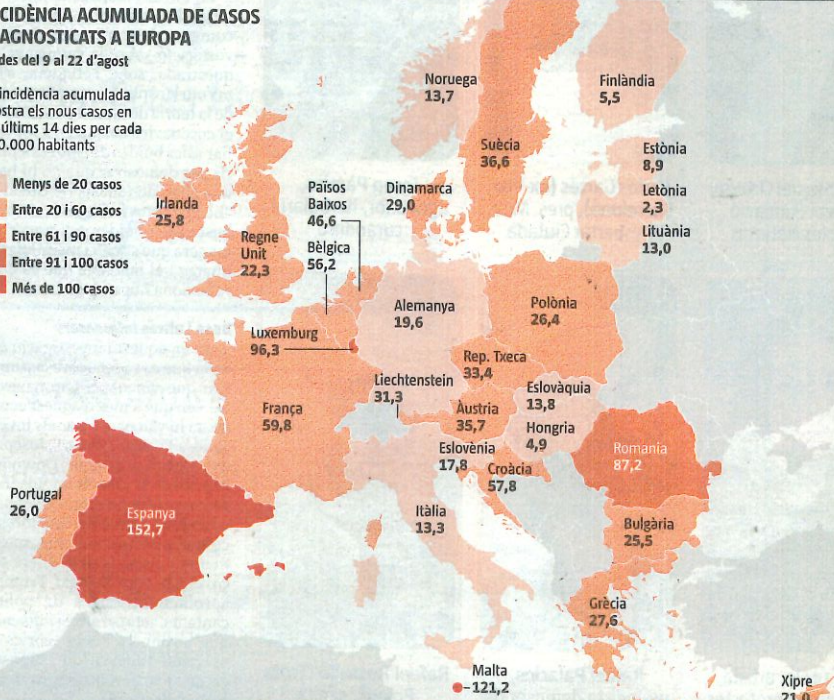 CIDÈNCIA ACUMULADA DE CASOS
AGNOSTICATS A EUROPA
des del 9 al 22 d'agost
incidència acumulada
ostra els nous casos en
últims 14 dies per cada
0.000 habitants
Menys de 20 casos
Entre 20 i 60 casos
Entre 61 i 90 casos
Entre 91 i 100 casos
Més de 100 casos
Noruega
13,7
Finlàndia
5,5
Suècia
36,6
Estònia
8,9
Letònia
2,3
Lituània
13,0
Irlanda
25,8
Països
Baixos
46,6
Dinamarca
29,0
Regne
Unit
22,3
Bèlgica
56,2
Alemanya
19,6
Polònia
26,4
Luxemburg
96,3
Rep. Txeca
33,4
Liechtenstein
31,3
Eslovàquia
13,8
França
59,8
Àustria
35,7
Hongria
4,9
Eslovènia
17,8
Croàcia
57,8
Romania
87,2
Portugal
26,0
Espanya
152,7
Itàlia
13,3
Bulgària
25,5
Grècia
27,6
Malta
121,2
Xipre
21,0